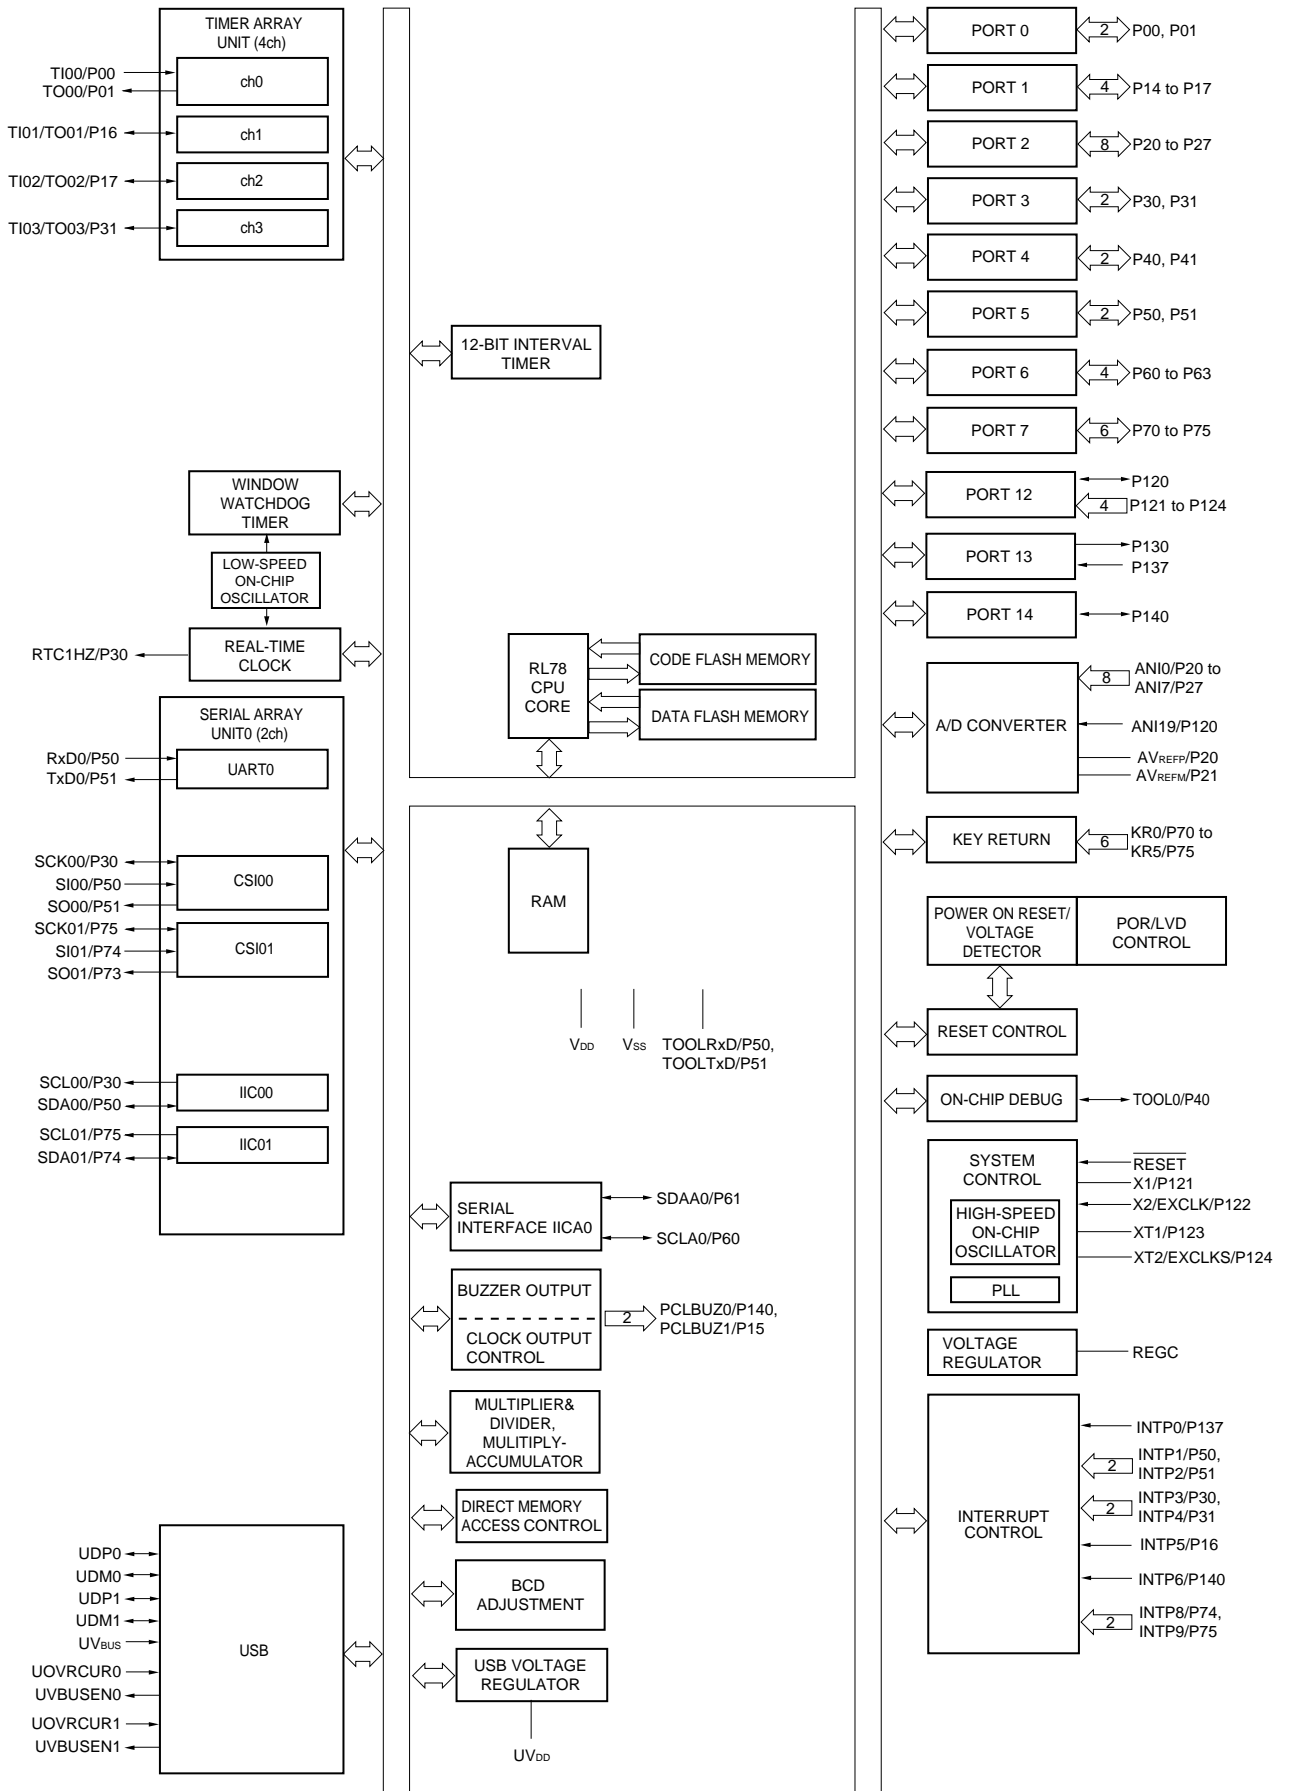 TIMER ARRAY
UNIT (4ch)
TI00/P00
TO00/P01
ch0
TI01/TO01/P16
ch1
TI02/TO02/P17
ch2
TI03/TO03/P31
ch3
12-BIT INTERVAL
TIMER
WINDOW
WATCHDOG
TIMER
LOW-SPEED
ON-CHIP
OSCILLATOR
RTC1HZ/P30
REAL-TIME
CLOCK
RL78
CPU
CORE
CODE FLASH MEMORY
DATA FLASH MEMORY
SERIAL ARRAY
UNIT0 (2ch)
RxD0/P50
TxD0/P51
UART0
SCK00/P30
SI00/P50
SO00/P51
CSI00
SCK01/P75
SI01/P74
SO01/P73
CSI01
SCL00/P30
SDA00/P50
IIC00
SCL01/P75
SDA01/P74
IIC01
RAM
VDD
VSS
TOOLRxD/P50,
TOOLTxD/P51
SERIAL
INTERFACE IICA0
SDAA0/P61
SCLA0/P60
BUZZER OUTPUT
CLOCK OUTPUT
CONTROL
2
PCLBUZ0/P140,
PCLBUZ1/P15
MULTIPLIER&
DIVIDER,
MULITIPLY-
ACCUMULATOR
DIRECT MEMORY
ACCESS CONTROL
BCD
ADJUSTMENT
USB VOLTAGE
REGULATOR
UVDD
UDP0
UDM0
UDP1
UDM1
UVBUS
UOVRCUR0
UVBUSEN0
UOVRCUR1
UVBUSEN1
USB
PORT 0
2
P00, P01
PORT 1
4
P14 to P17
PORT 2
8
P20 to P27
PORT 3
2
P30, P31
PORT 4
2
P40, P41
PORT 5
2
P50, P51
PORT 6
4
P60 to P63
PORT 7
6
P70 to P75
PORT 12
P120
4
P121 to P124
PORT 13
P130
P137
PORT 14
P140
A/D CONVERTER
8
ANI0/P20 to
ANI7/P27
ANI19/P120
AVREFP/P20
AVREFM/P21
KEY RETURN
6
KR0/P70 to
KR5/P75
POWER ON RESET/
VOLTAGE
DETECTOR
POR/LVD
CONTROL
RESET CONTROL
ON-CHIP DEBUG
TOOL0/P40
SYSTEM
CONTROL
HIGH-SPEED
ON-CHIP
OSCILLATOR
PLL
RESET
X1/P121
X2/EXCLK/P122
XT1/P123
XT2/EXCLKS/P124
VOLTAGE
REGULATOR
REGC
INTERRUPT
CONTROL
INTP0/P137
2
INTP1/P50,
INTP2/P51
2
INTP3/P30,
INTP4/P31
INTP5/P16
INTP6/P140
2
INTP8/P74,
INTP9/P75